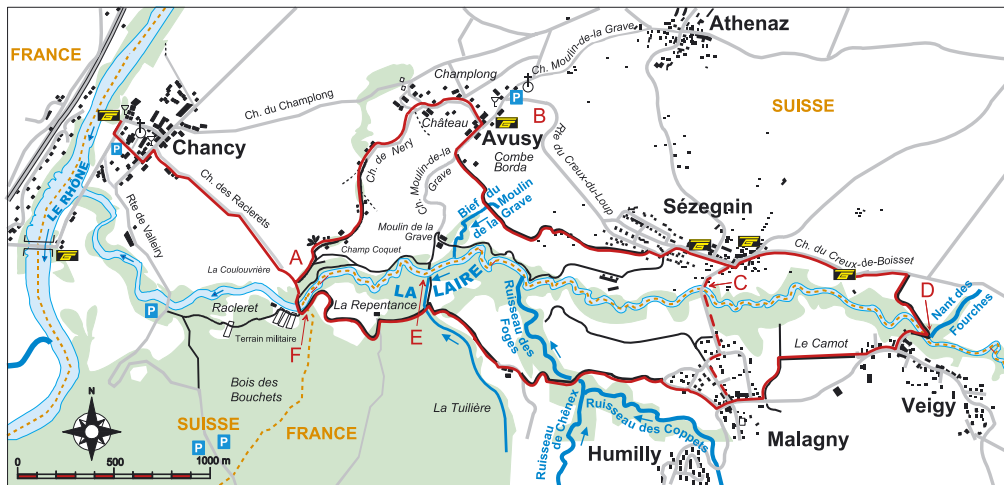 FRANCE
Athenaz
Ch. Moulin-de la Grave
Champlong
Ch. du Champlong
P
B
SUISSE
Château
Avusy
Chancy
P
Ch. de Nery
Ch. Moulin-de-la
Grave
Combe
Borda
Rte du Creux-du-Loup
LE RHÔNE
Ch. des Raclerets
Rte de Valleiry
Bief du
Moulin
de la Grave
Sézegnin
Moulin de la
Grave
Champ Coquet
A
Ch. du Creux-de-Boisset
La Coulouvrière
LA
LAIRE
C
D
Nant des
Fourches
Racleret
La Repentance
P
E
F
Terrain militaire
Ruisseau des
Foges
Le Camot
Bois des
Bouchets
La Tuilière
Veigy
N
SUISSE
FRANCE
P
P
Ruisseau
de Chênex
Ruisseau des Coppets
Malagny
Humilly
0
500
1000 m